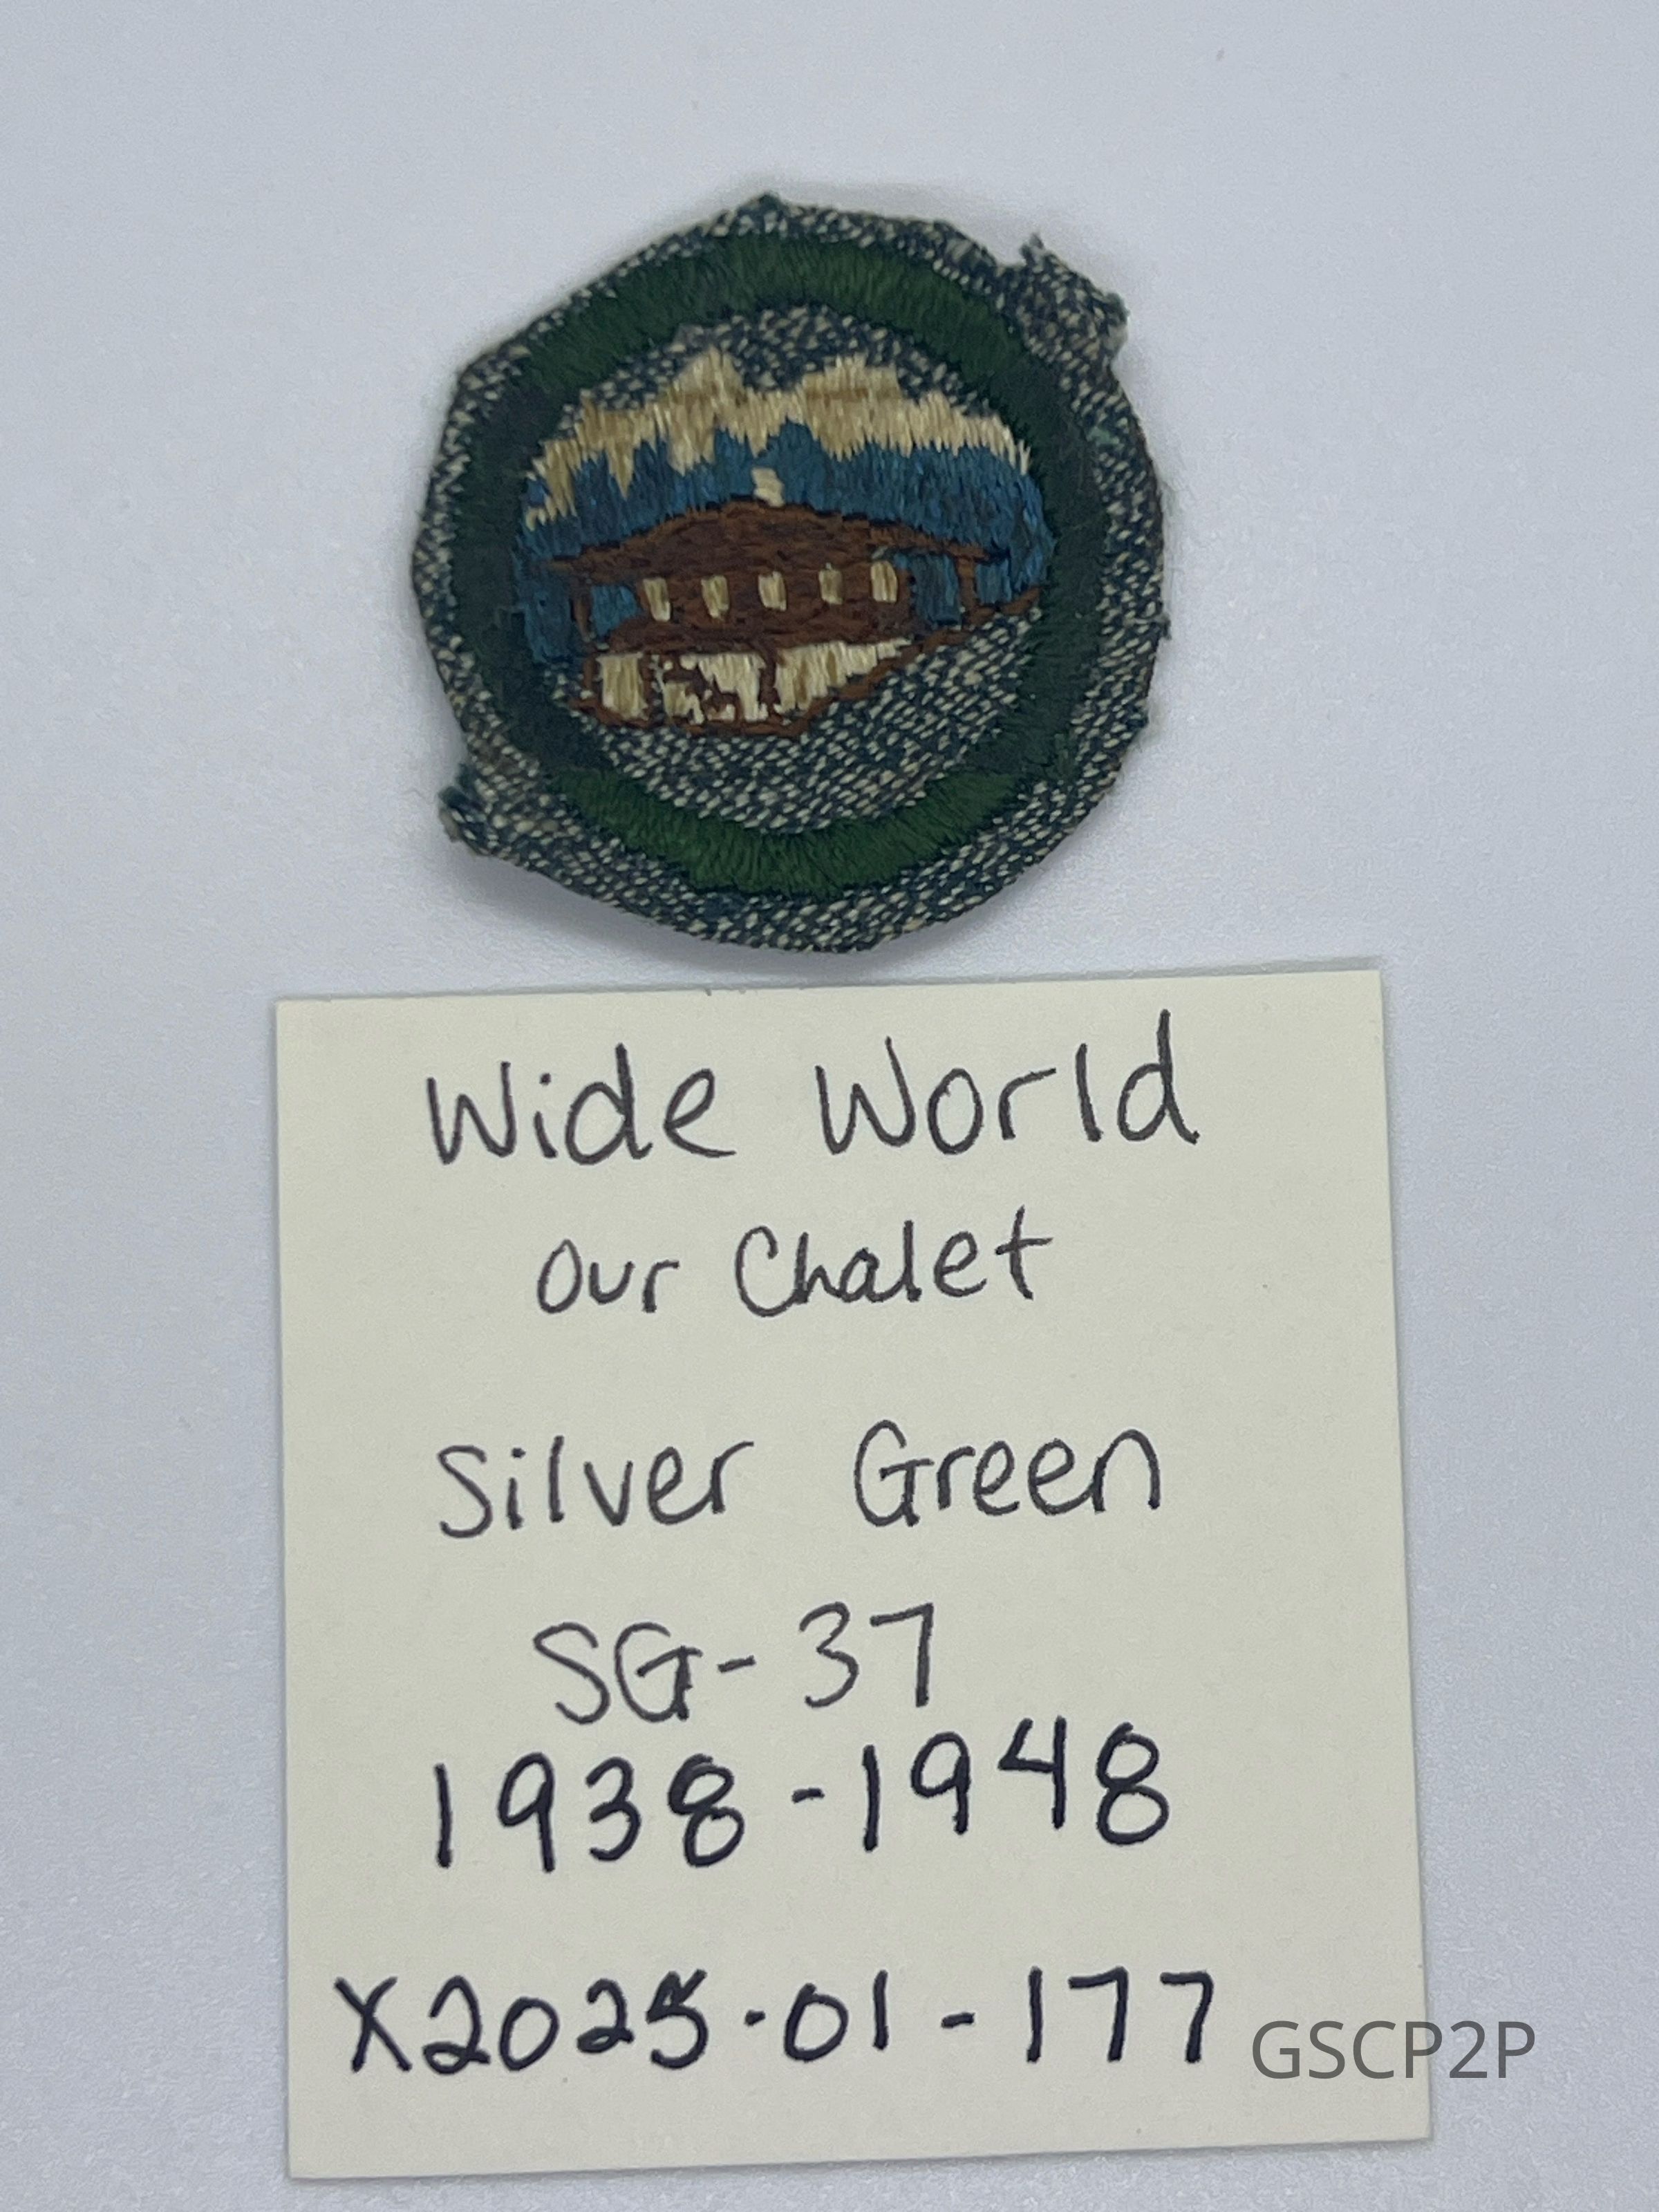 Wide World
Our Chalet
Silver Green
SG-37
1938-1948
X2025.01-177
GSCP2P